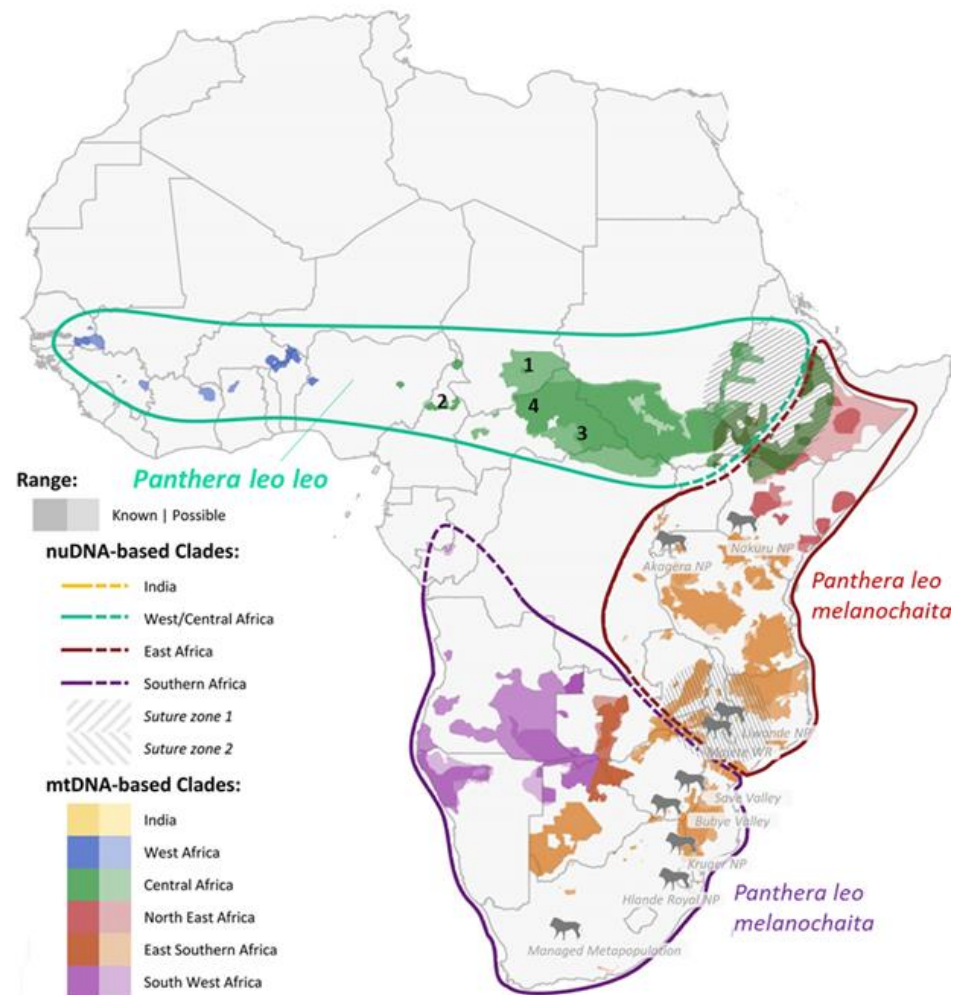 1
2
4
3
Panthera leo leo
Range:
Known | Possible
nuDNA-based Clades:
India
West/Central Africa
East Africa
Southern Africa
Suture zone 1
Suture zone 2
mtDNA-based Clades:
India
West Africa
Central Africa
North East Africa
East Southern Africa
South West Africa
Nakuru NP
Akagera NP
Panthera leo
melanochaita
Liwonde NP
Majete WR
Save Valley
Bubye Valley
Kruger NP
Hlande Royal NP
Managed Metapopulation
Panthera leo
melanochaita